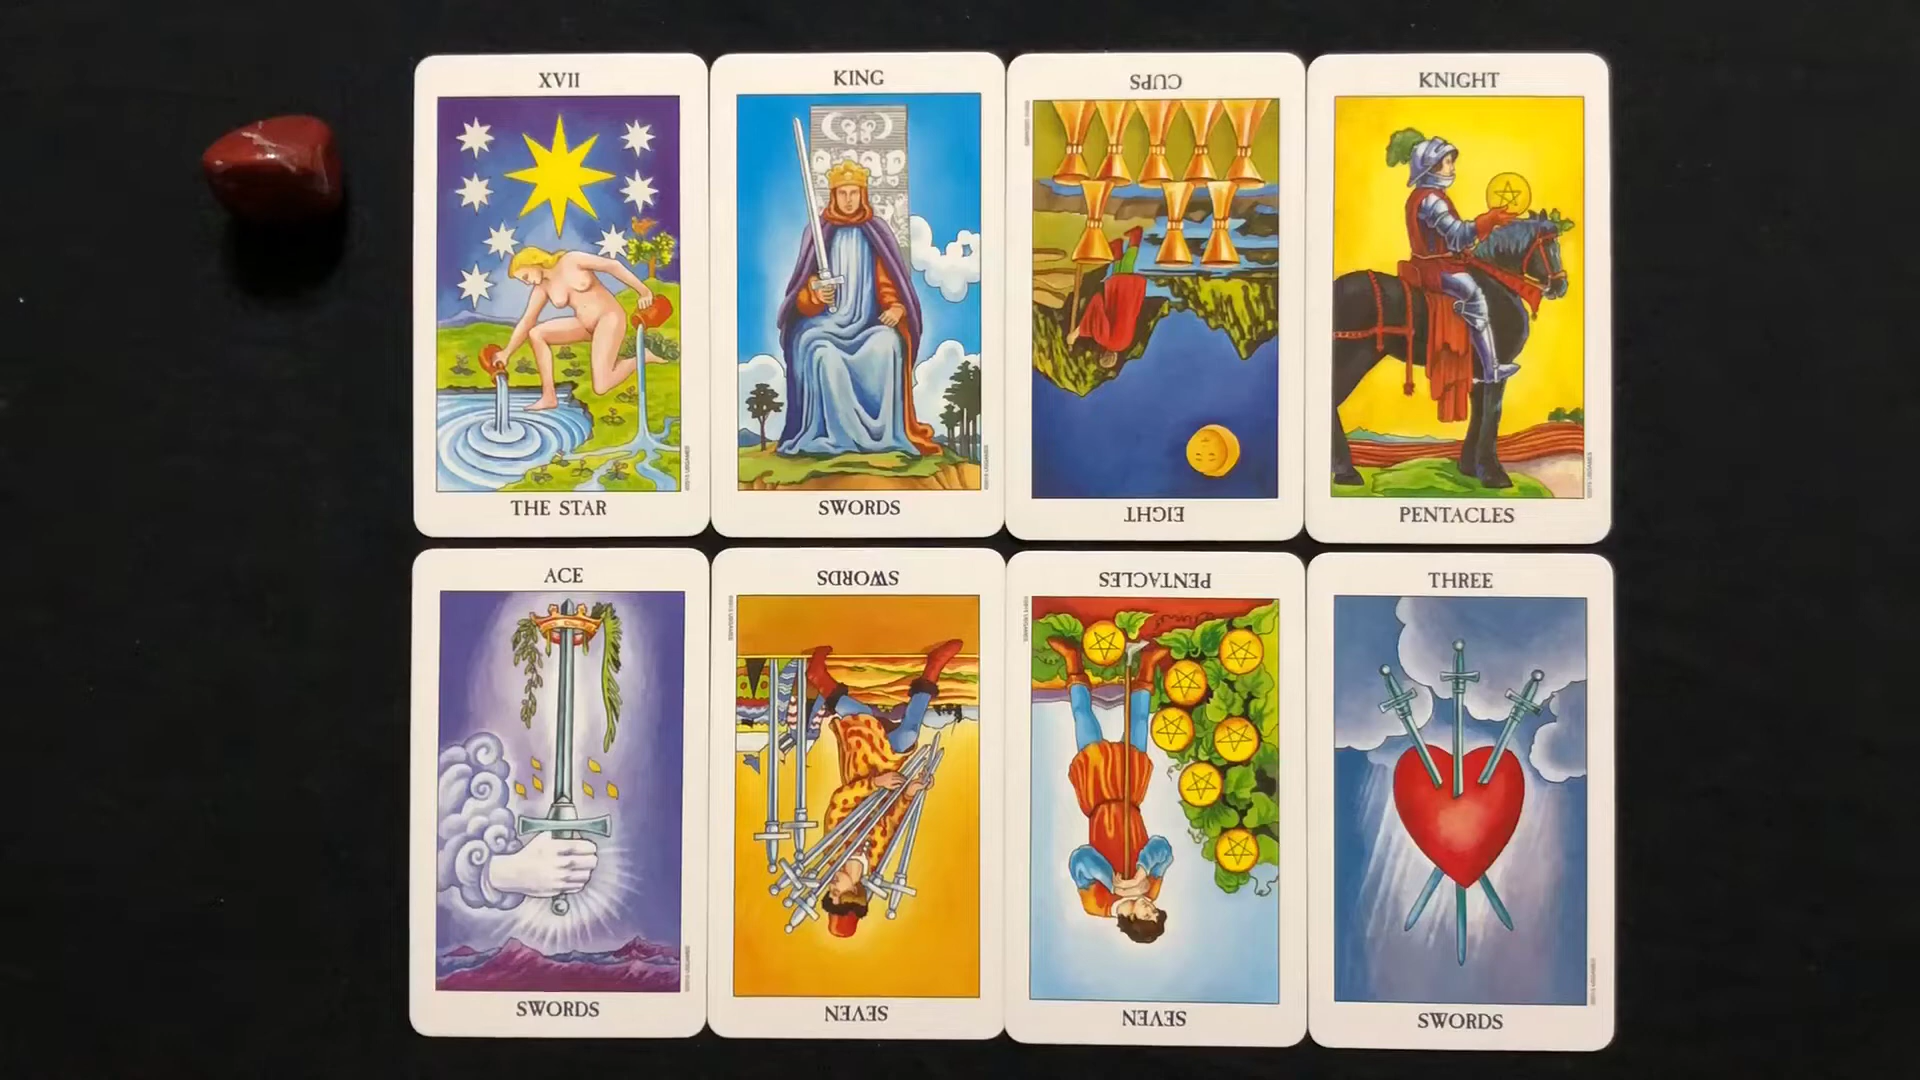 XVII
THE STAR
KING
SWORDS
CUPS
EIGHT
KNIGHT
PENTACLES
ACE
SWORDS
SWORDS
SEVEN
PENTACLES
SEVEN
THREE
SWORDS